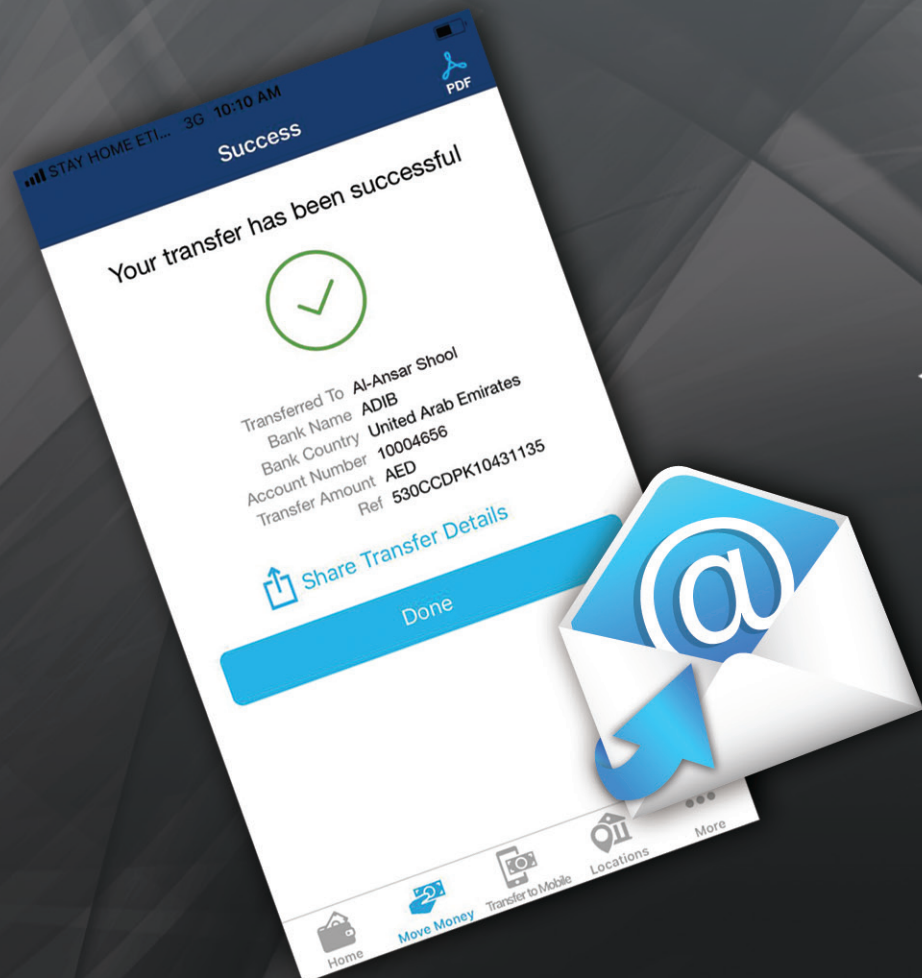 STAY HOME ETI... 3G 10:10 AM
Success
PDF
Your transfer has been successful
Transferred To Al-Ansar Shool
Bank Name ADIB
Bank Country United Arab Emirates
Account Number 10004656
Transfer Amount AED
Ref 530CCDPK10431135
Share Transfer Details
Done
@
Home
Move Money
Transfer to Mobile
Locations
More